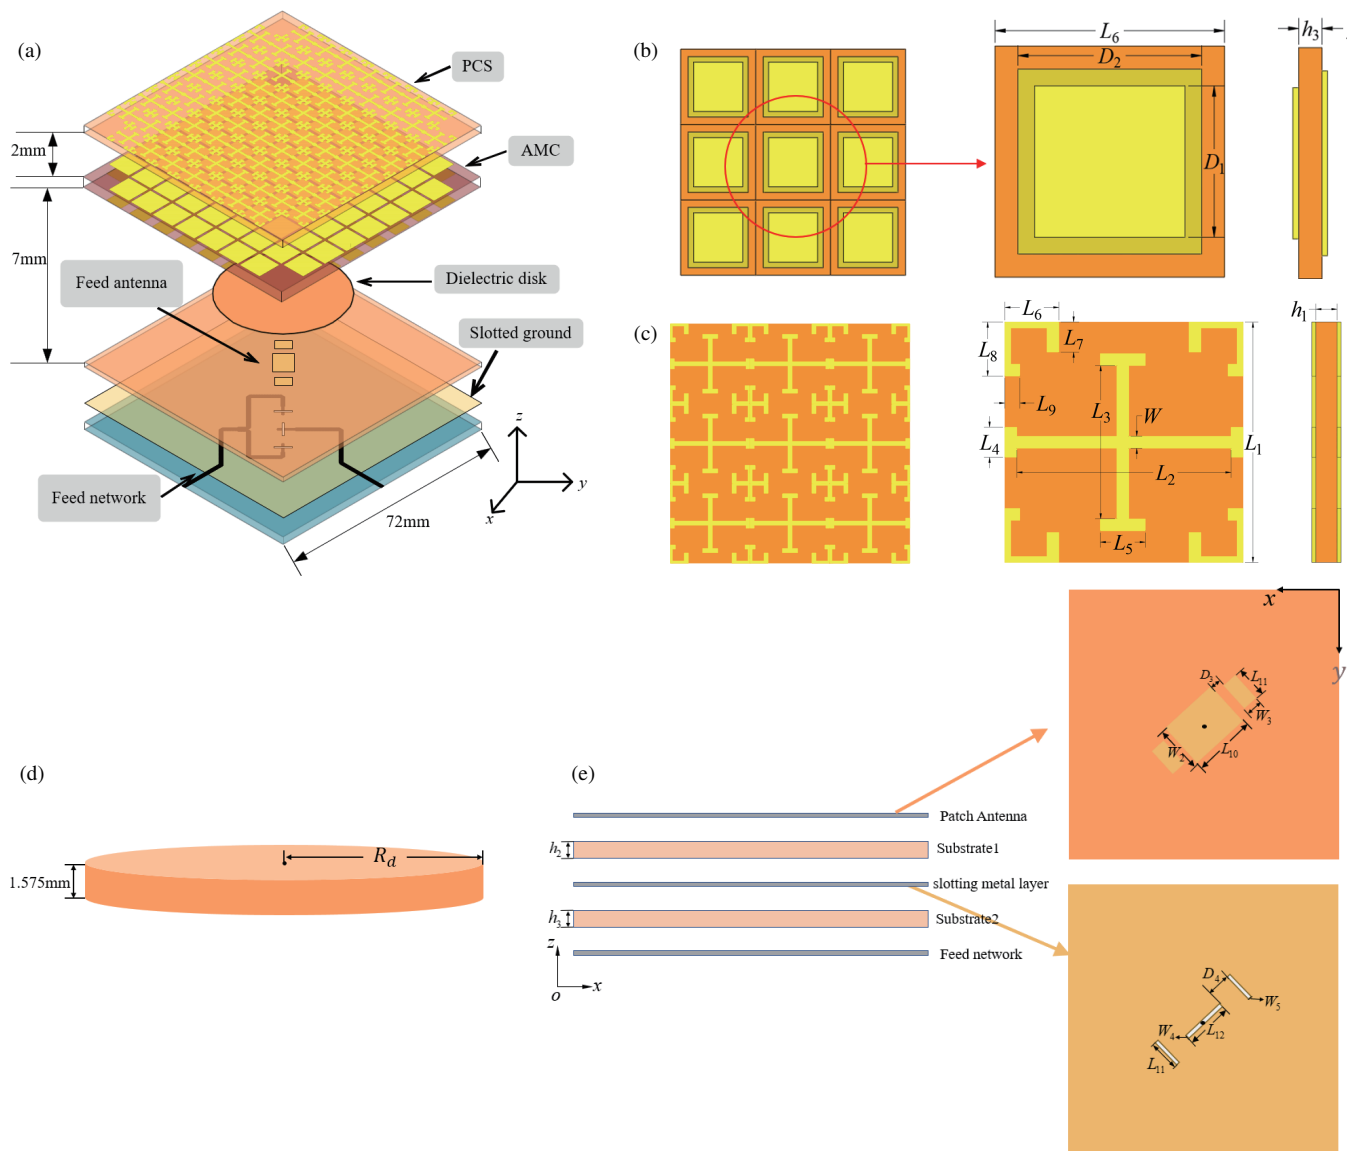 (a)
PCS
2mm
AMC
7mm
Feed antenna
Dielectric disk
Slotted ground
Feed network
72mm
z
y
x
(b)
L6
D2
D1
h3
(c)
L6
L7
L8
L9
L3
W
L4
L2
L1
L5
h1
(d)
Rd
1.575mm
(e)
Patch Antenna
h2
Substrate1
slotting metal layer
h3
Substrate2
Feed network
z
o
x
x
y
D3
L11
W3
W2
L10
D4
W5
W4
L12
L11